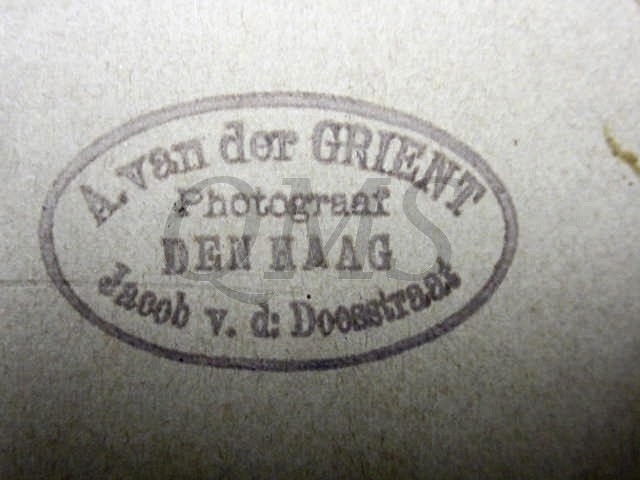 A. van der GRIENT
Photograaf
DEN HAAG
Jacob v. d: Doesstraat
QMS